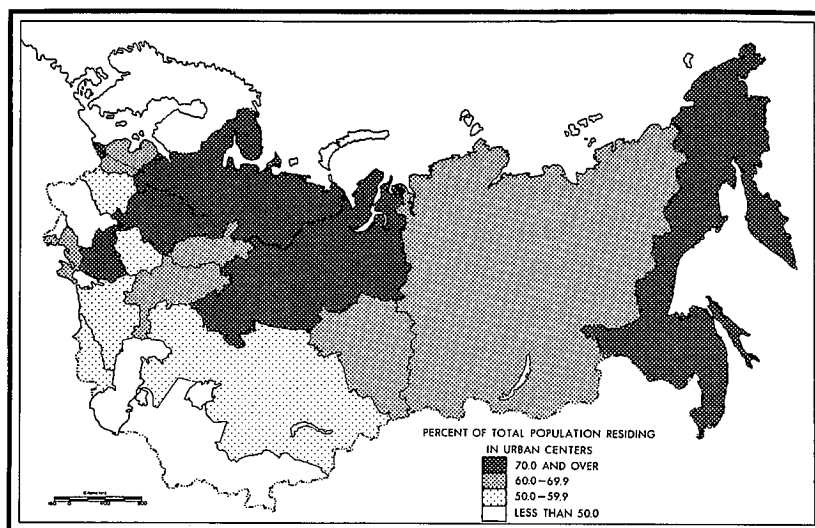 PERCENT OF TOTAL POPULATION RESIDING
IN URBAN CENTERS
70.0 AND OVER
60.0–69.9
50.0–59.9
LESS THAN 50.0